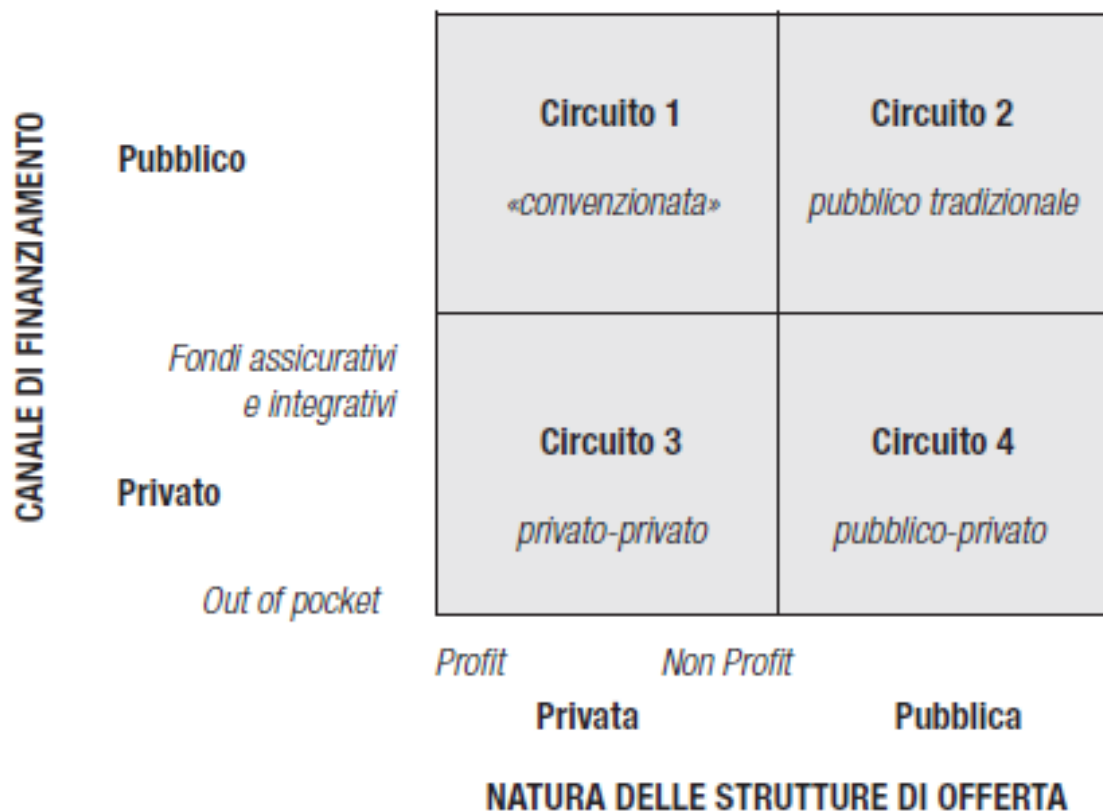 CANALE DI FINANZIAMENTO
Pubblico
Circuito 1
«convenzionata»
Circuito 2
pubblico tradizionale
Fondi assicurativi
e integrativi
Privato
Out of pocket
Circuito 3
privato-privato
Circuito 4
pubblico-privato
Profit
Non Profit
Privata
Pubblica
NATURA DELLE STRUTTURE DI OFFERTA